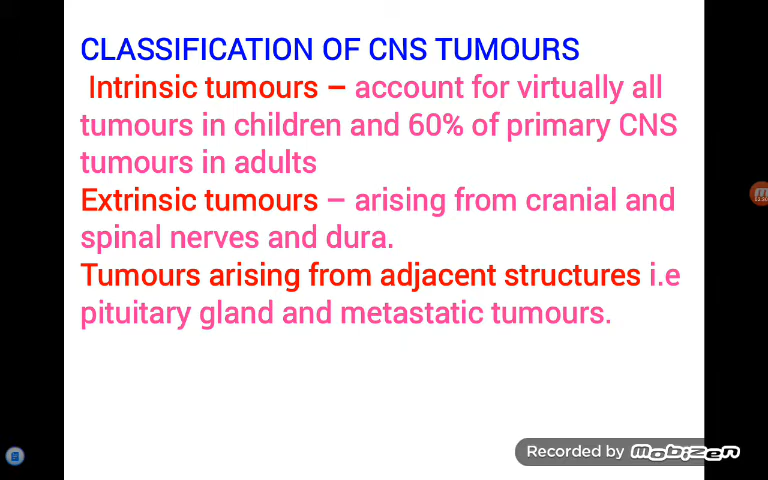 CLASSIFICATION OF CNS TUMOURS
Intrinsic tumours – account for virtually all
tumours in children and 60% of primary CNS
tumours in adults
Extrinsic tumours – arising from cranial and
spinal nerves and dura.
Tumours arising from adjacent structures i.e
pituitary gland and metastatic tumours.
Recorded by mobizen